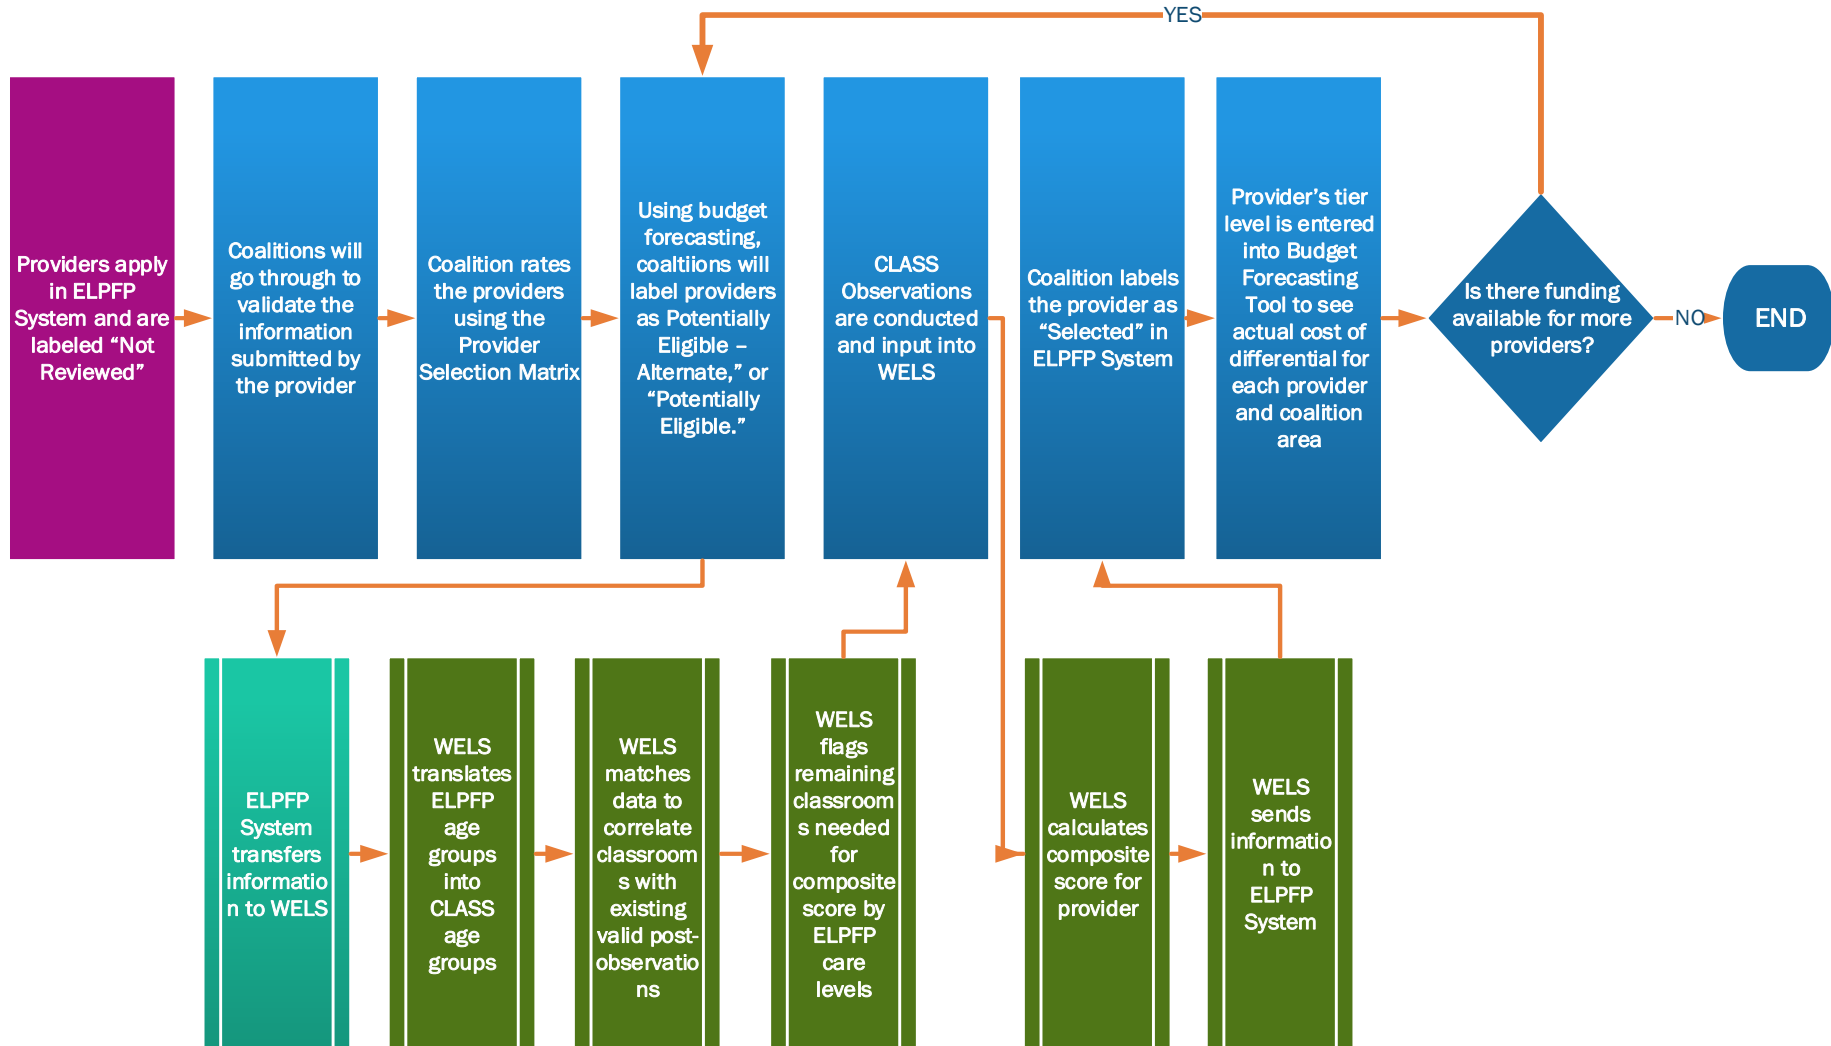 YES
Providers apply
in ELPFP
System and are
labeled “Not
Reviewed”
Coalitions will
go through to
validate the
information
submitted by
the provider
Coalition rates
the providers
using the
Provider
Selection Matrix
Using budget
forecasting,
coaltiions will
label providers
as Potentially
Eligible –
Alternate,” or
“Potentially
Eligible.”
CLASS
Observations
are conducted
and input into
WELS
Coalition labels
the provider as
“Selected” in
ELPFP System
Provider’s tier
level is entered
into Budget
Forecasting
Tool to see
actual cost of
differential for
each provider
and coalition
area
Is there funding
available for more
providers?
NO
END
ELPFP
System
transfers
informatio
n to WELS
WELS
translates
ELPFP
age
groups
into
CLASS
age
groups
WELS
matches
data to
correlate
classroom
s with
existing
valid post-
observatio
ns
WELS
flags
remaining
classroom
s needed
for
composite
score by
ELPFP
care
levels
WELS
calculates
composite
score for
provider
WELS
sends
informatio
n to
ELPFP
System